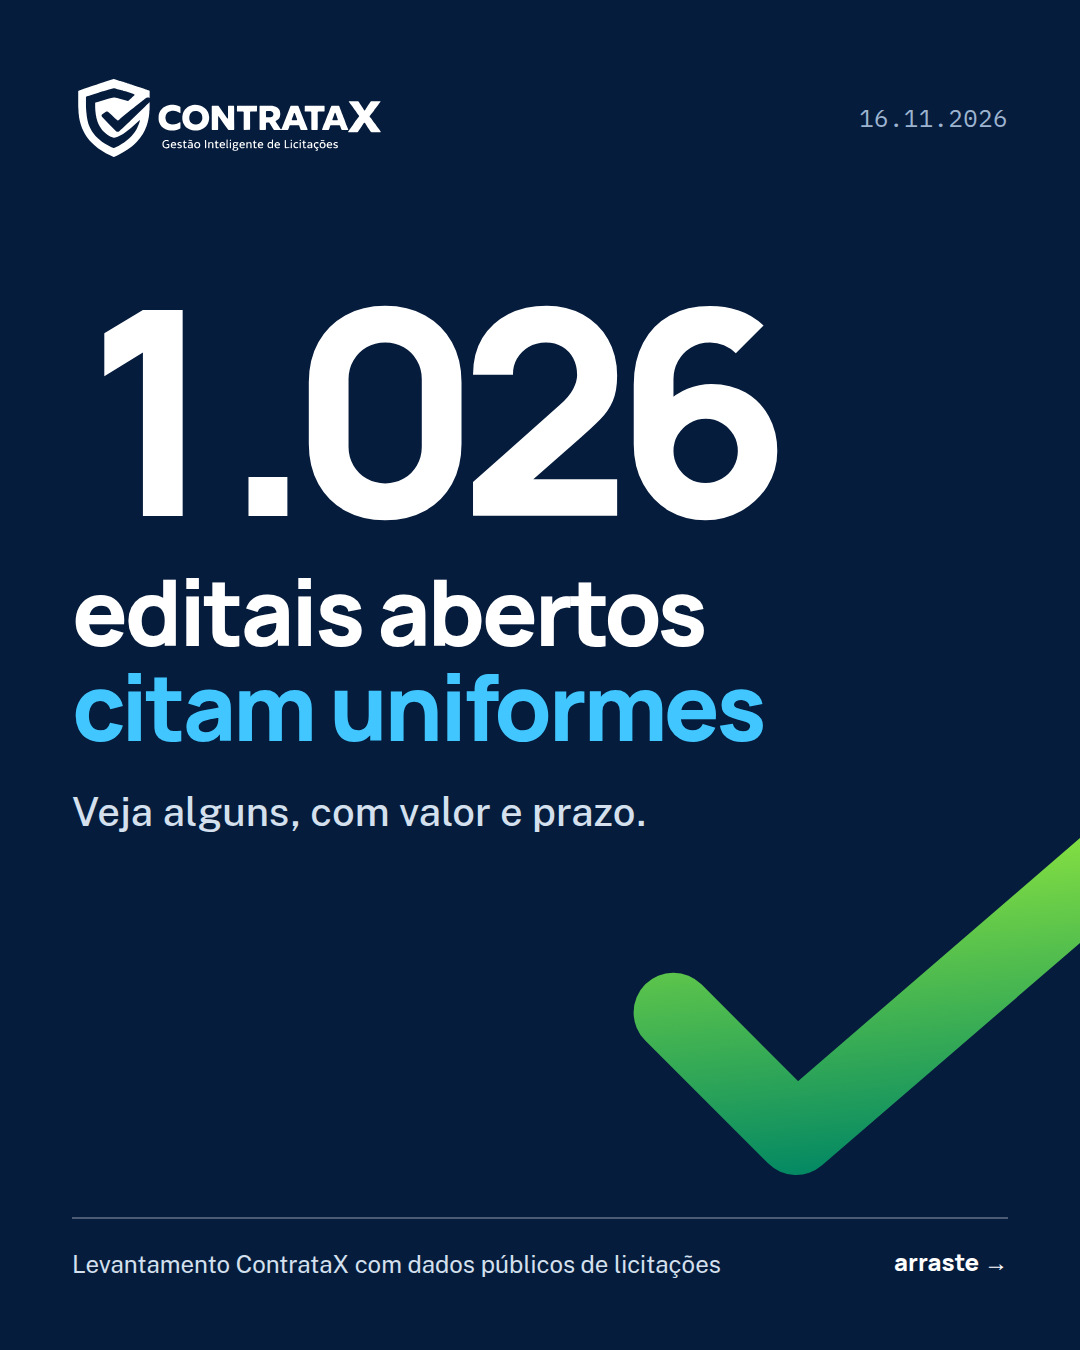 CONTRATAX
Gestão Inteligente de Licitações
16.11.2026
1.026
editais abertos
citam uniformes
Veja alguns, com valor e prazo.
Levantamento ContrataX com dados públicos de licitações
arraste →